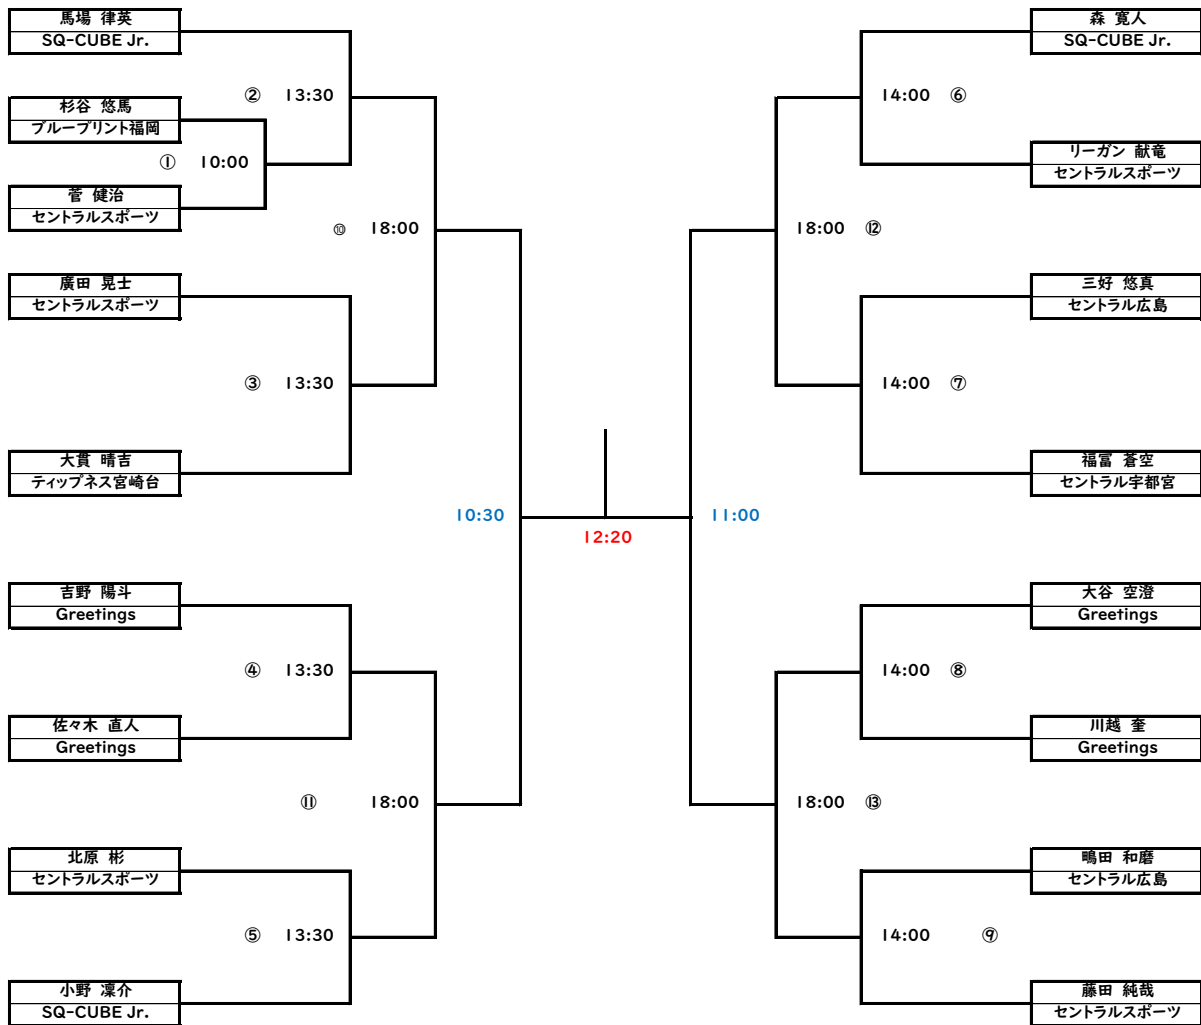 馬場 律英
SQ-CUBE Jr.
② 13:30
杉谷 悠馬
ブループリント福岡
① 10:00
菅 健治
セントラルスポーツ
⑩ 18:00
廣田 晃士
セントラルスポーツ
③ 13:30
大貫 晴吉
ティップネス宮崎台
10:30
吉野 陽斗
Greetings
④ 13:30
佐々木 直人
Greetings
⑪ 18:00
北原 彬
セントラルスポーツ
⑤ 13:30
小野 凜介
SQ-CUBE Jr.
12:20
森 寛人
SQ-CUBE Jr.
14:00 ⑥
リーガン 献竜
セントラルスポーツ
18:00 ⑫
三好 悠真
セントラル広島
14:00 ⑦
福冨 蒼空
セントラル宇都宮
11:00
大谷 空澄
Greetings
14:00 ⑧
川越 奎
Greetings
18:00 ⑬
鴫田 和磨
セントラル広島
14:00 ⑨
藤田 純哉
セントラルスポーツ